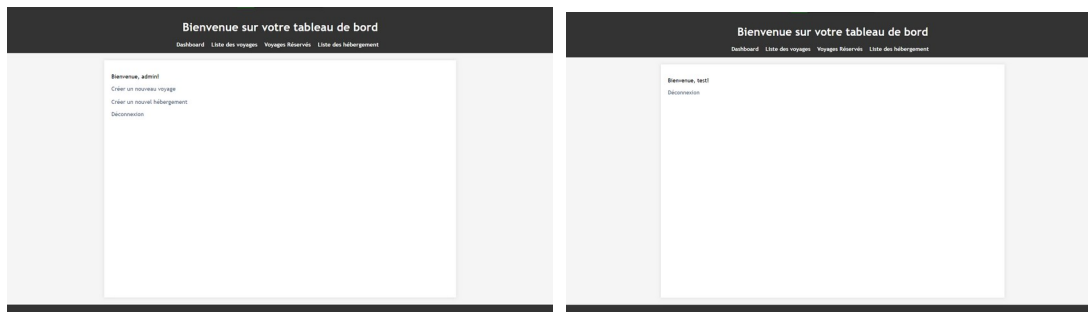 Bienvenue sur votre tableau de bord
Dashboard Liste des voyages Voyages Réservés Liste des hébergement
Bienvenue, admin!
Créer un nouveau voyage
Créer un nouvel hébergement
Déconnexion
Bienvenue sur votre tableau de bord
Dashboard Liste des voyages Voyages Réservés Liste des hébergement
Bienvenue, test!
Déconnexion